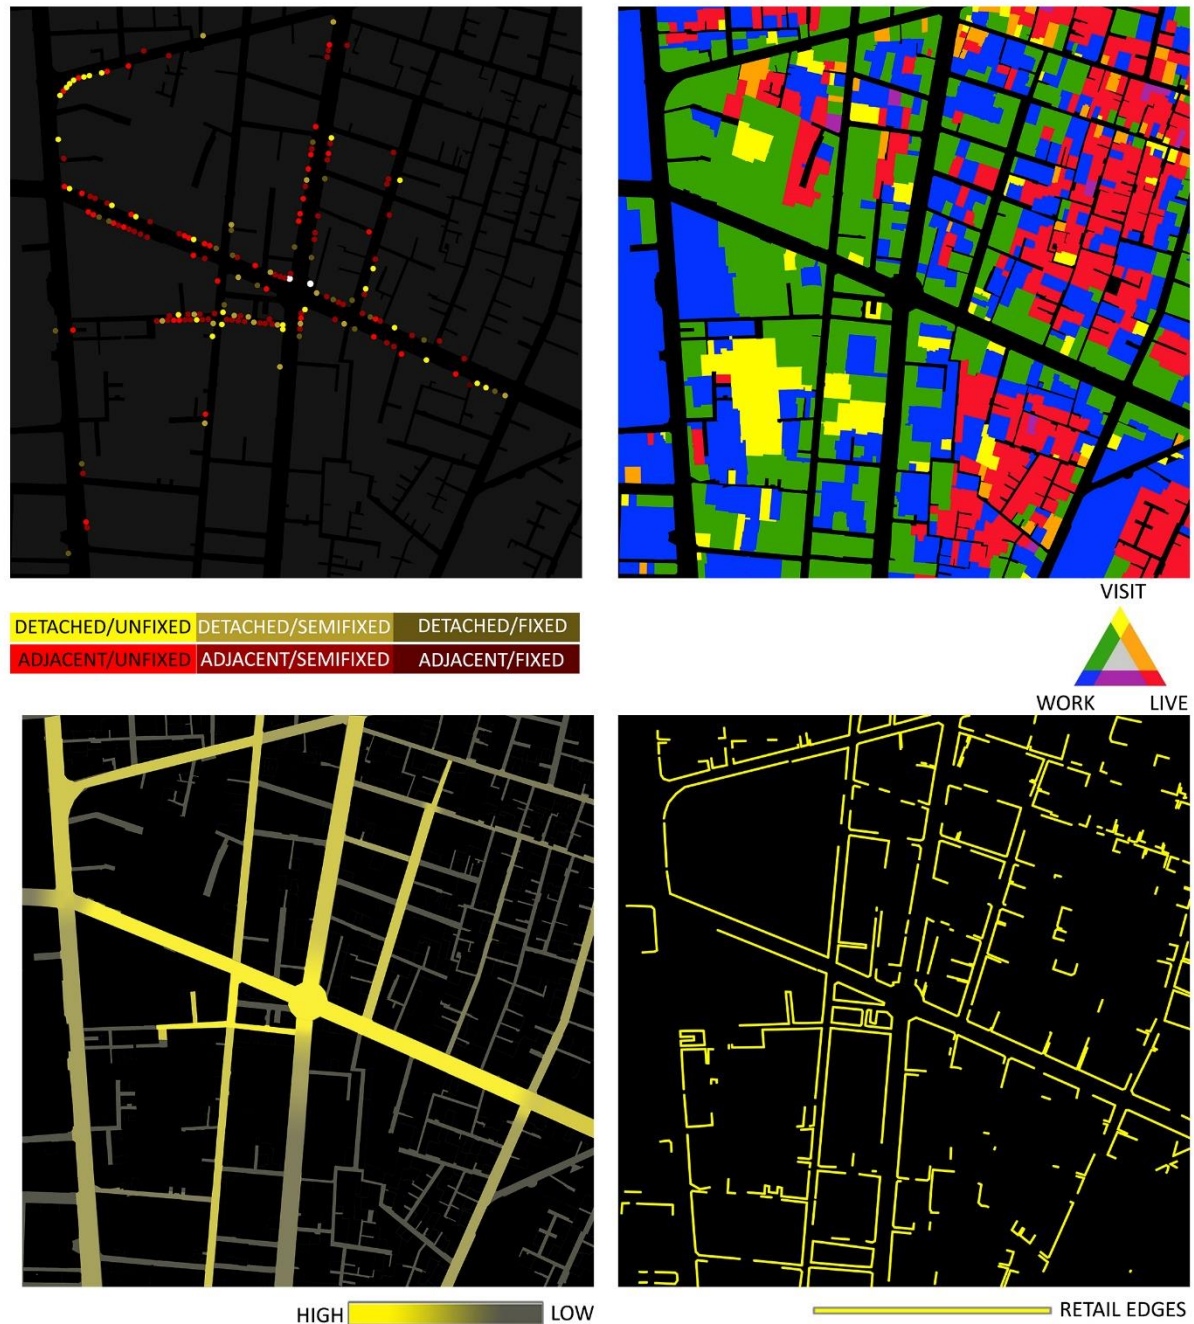 VISIT
DETACHED/UNFIXED DETACHED/SEMIFIXED DETACHED/FIXED
ADJACENT/UNFIXED ADJACENT/SEMIFIXED ADJACENT/FIXED
WORK LIVE
HIGH LOW
RETAIL EDGES